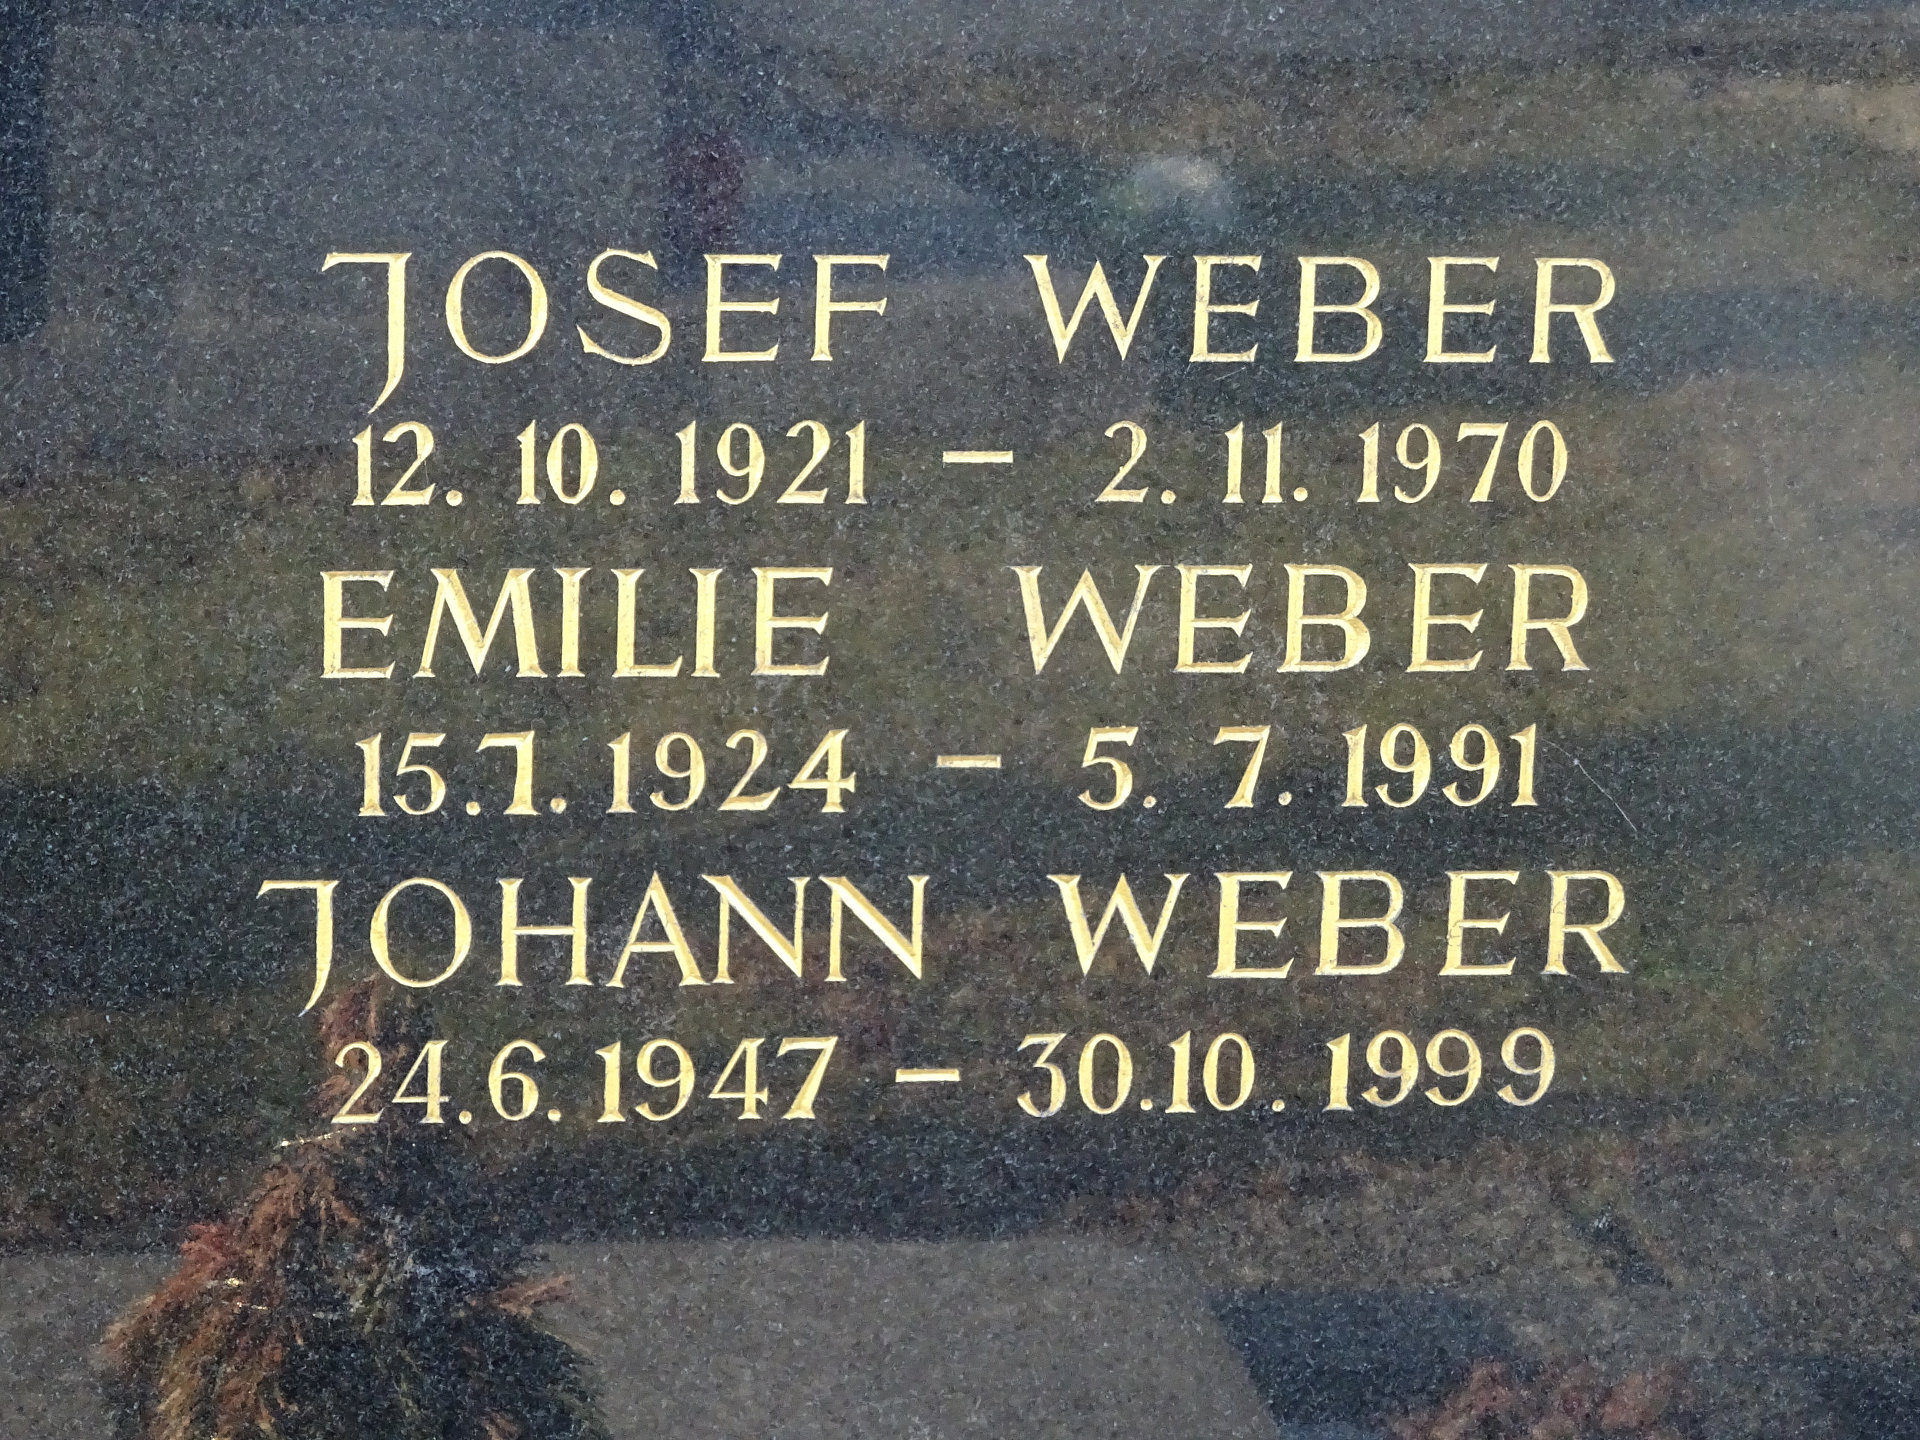 JOSEF WEBER
12. 10. 1921 – 2. 11. 1970
EMILIE WEBER
15.7. 1924 – 5. 7. 1991
JOHANN WEBER
24.6.1947 – 30.10. 1999